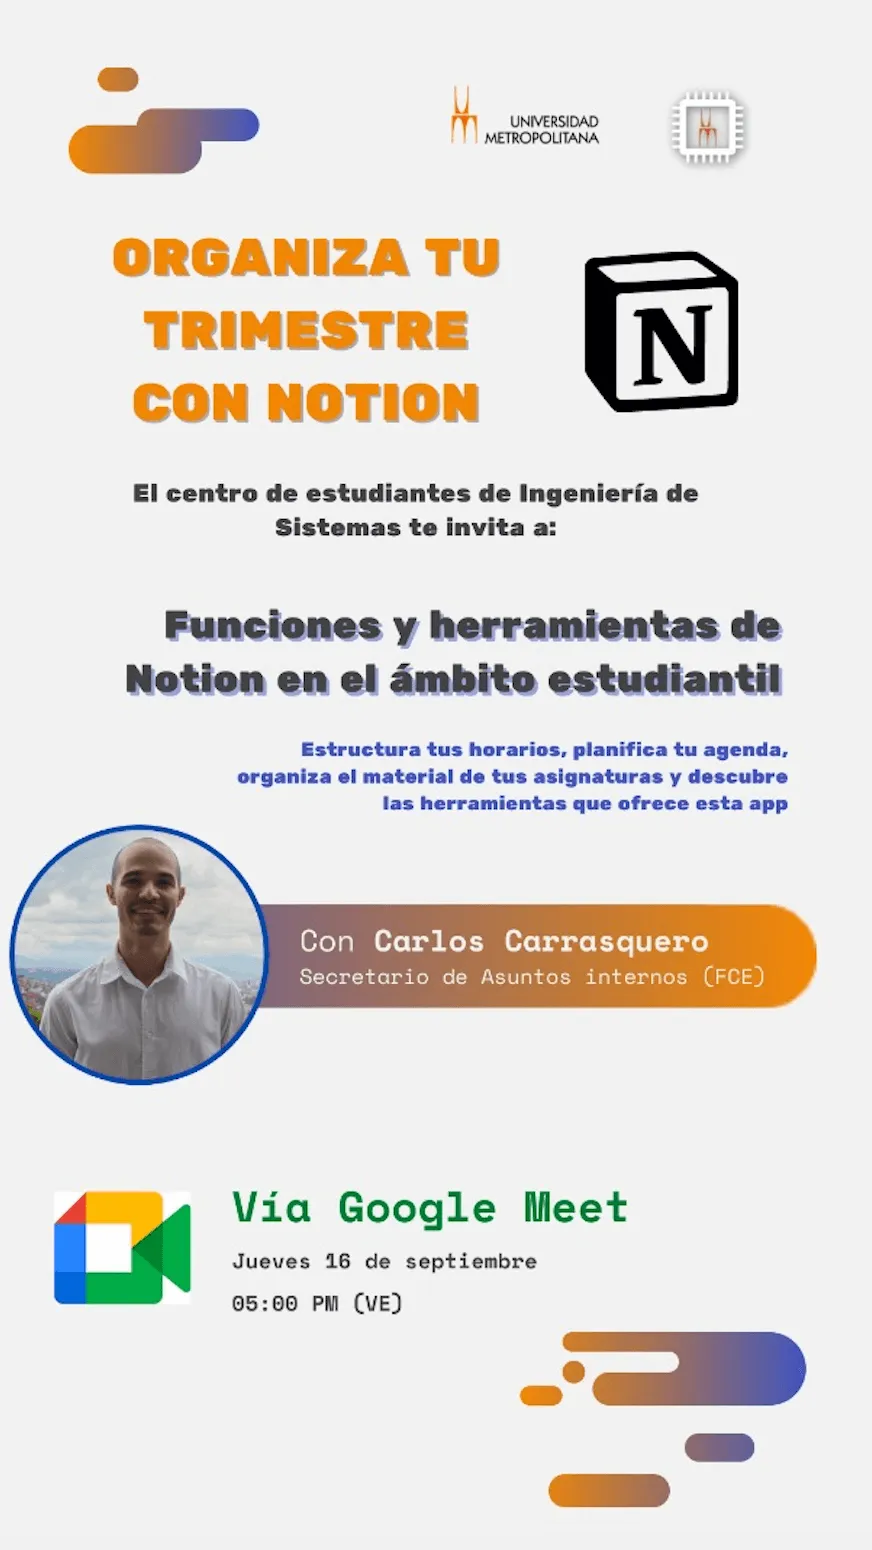 UNIVERSIDAD
METROPOLITANA
ORGANIZA TU
TRIMESTRE
CON NOTION
N
El centro de estudiantes de Ingeniería de
Sistemas te invita a:
Funciones y herramientas de
Notion en el ámbito estudiantil
Estructura tus horarios, planifica tu agenda,
organiza el material de tus asignaturas y descubre
las herramientas que ofrece esta app
Con Carlos Carrasquero
Secretario de Asuntos internos (FCE)
Vía Google Meet
Jueves 16 de septiembre
05:00 PM (VE)